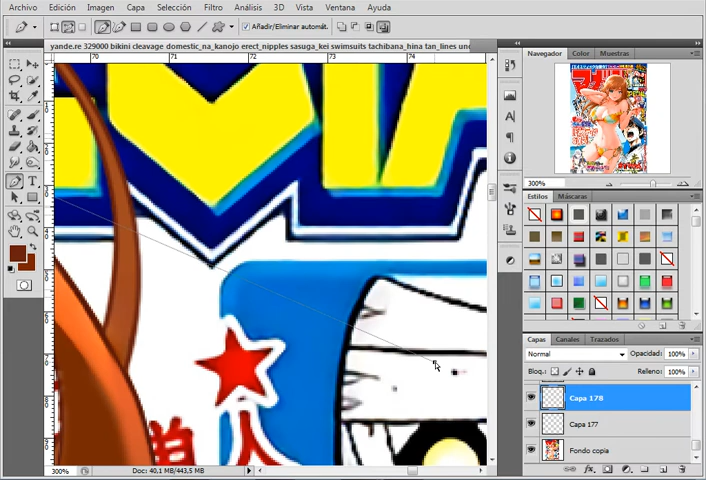 Archivo Edición Imagen Capa Selección Filtro Análisis 3D Vista Ventana Ayuda
Añadir/Eliminar automát.
yande.re 329000 bikini cleavage domestic_na_kanojo erect_nipples sasuga_kei swimsuits tachibana_hina tan_lines unc
70 71 72 73 74
Navegador Color Muestras
300%
Estilos Máscaras
Capas Canales Trazados
Normal Opacidad: 100%
Bloq.: Relleno: 100%
Capa 178
Capa 177
Fondo copia
300% Doc: 40,1 MB/443,5 MB